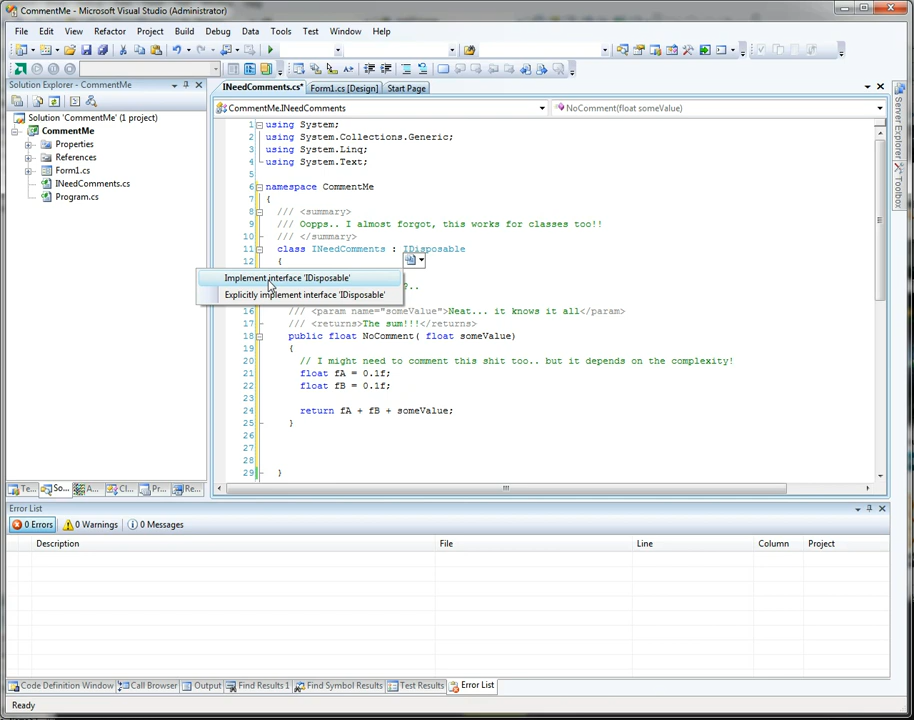 CommentMe - Microsoft Visual Studio (Administrator)
File Edit View Refactor Project Build Debug Data Tools Test Window Help
Solution Explorer - CommentMe
Solution 'CommentMe' (1 project)
CommentMe
Properties
References
Form1.cs
INeedComments.cs
Program.cs
Te... So... A... Cl... Pr... Re...
INeedComments.cs* Form1.cs [Design] Start Page
CommentMe.INeedComments NoComment(float someValue)
1 using System;
2 using System.Collections.Generic;
3 using System.Linq;
4 using System.Text;
5
6 namespace CommentMe
7 {
8 /// <summary>
9 /// Oopps.. I almost forgot, this works for classes too!!
10 /// </summary>
11 class INeedComments : IDisposable
12 {
Implement interface 'IDisposable'
?..
Explicitly implement interface 'IDisposable'
16 /// <param name="someValue">Neat... it knows it all</param>
17 /// <returns>The sum!!!</returns>
18 public float NoComment( float someValue)
19 {
20 // I might need to comment this shit too.. but it depends on the complexity!
21 float fA = 0.1f;
22 float fB = 0.1f;
23
24 return fA + fB + someValue;
25 }
26
27
28
29 }
Server Explorer
Toolbox
Error List
0 Errors 0 Warnings 0 Messages
Description File Line Column Project
Code Definition Window Call Browser Output Find Results 1 Find Symbol Results Test Results Error List
Ready